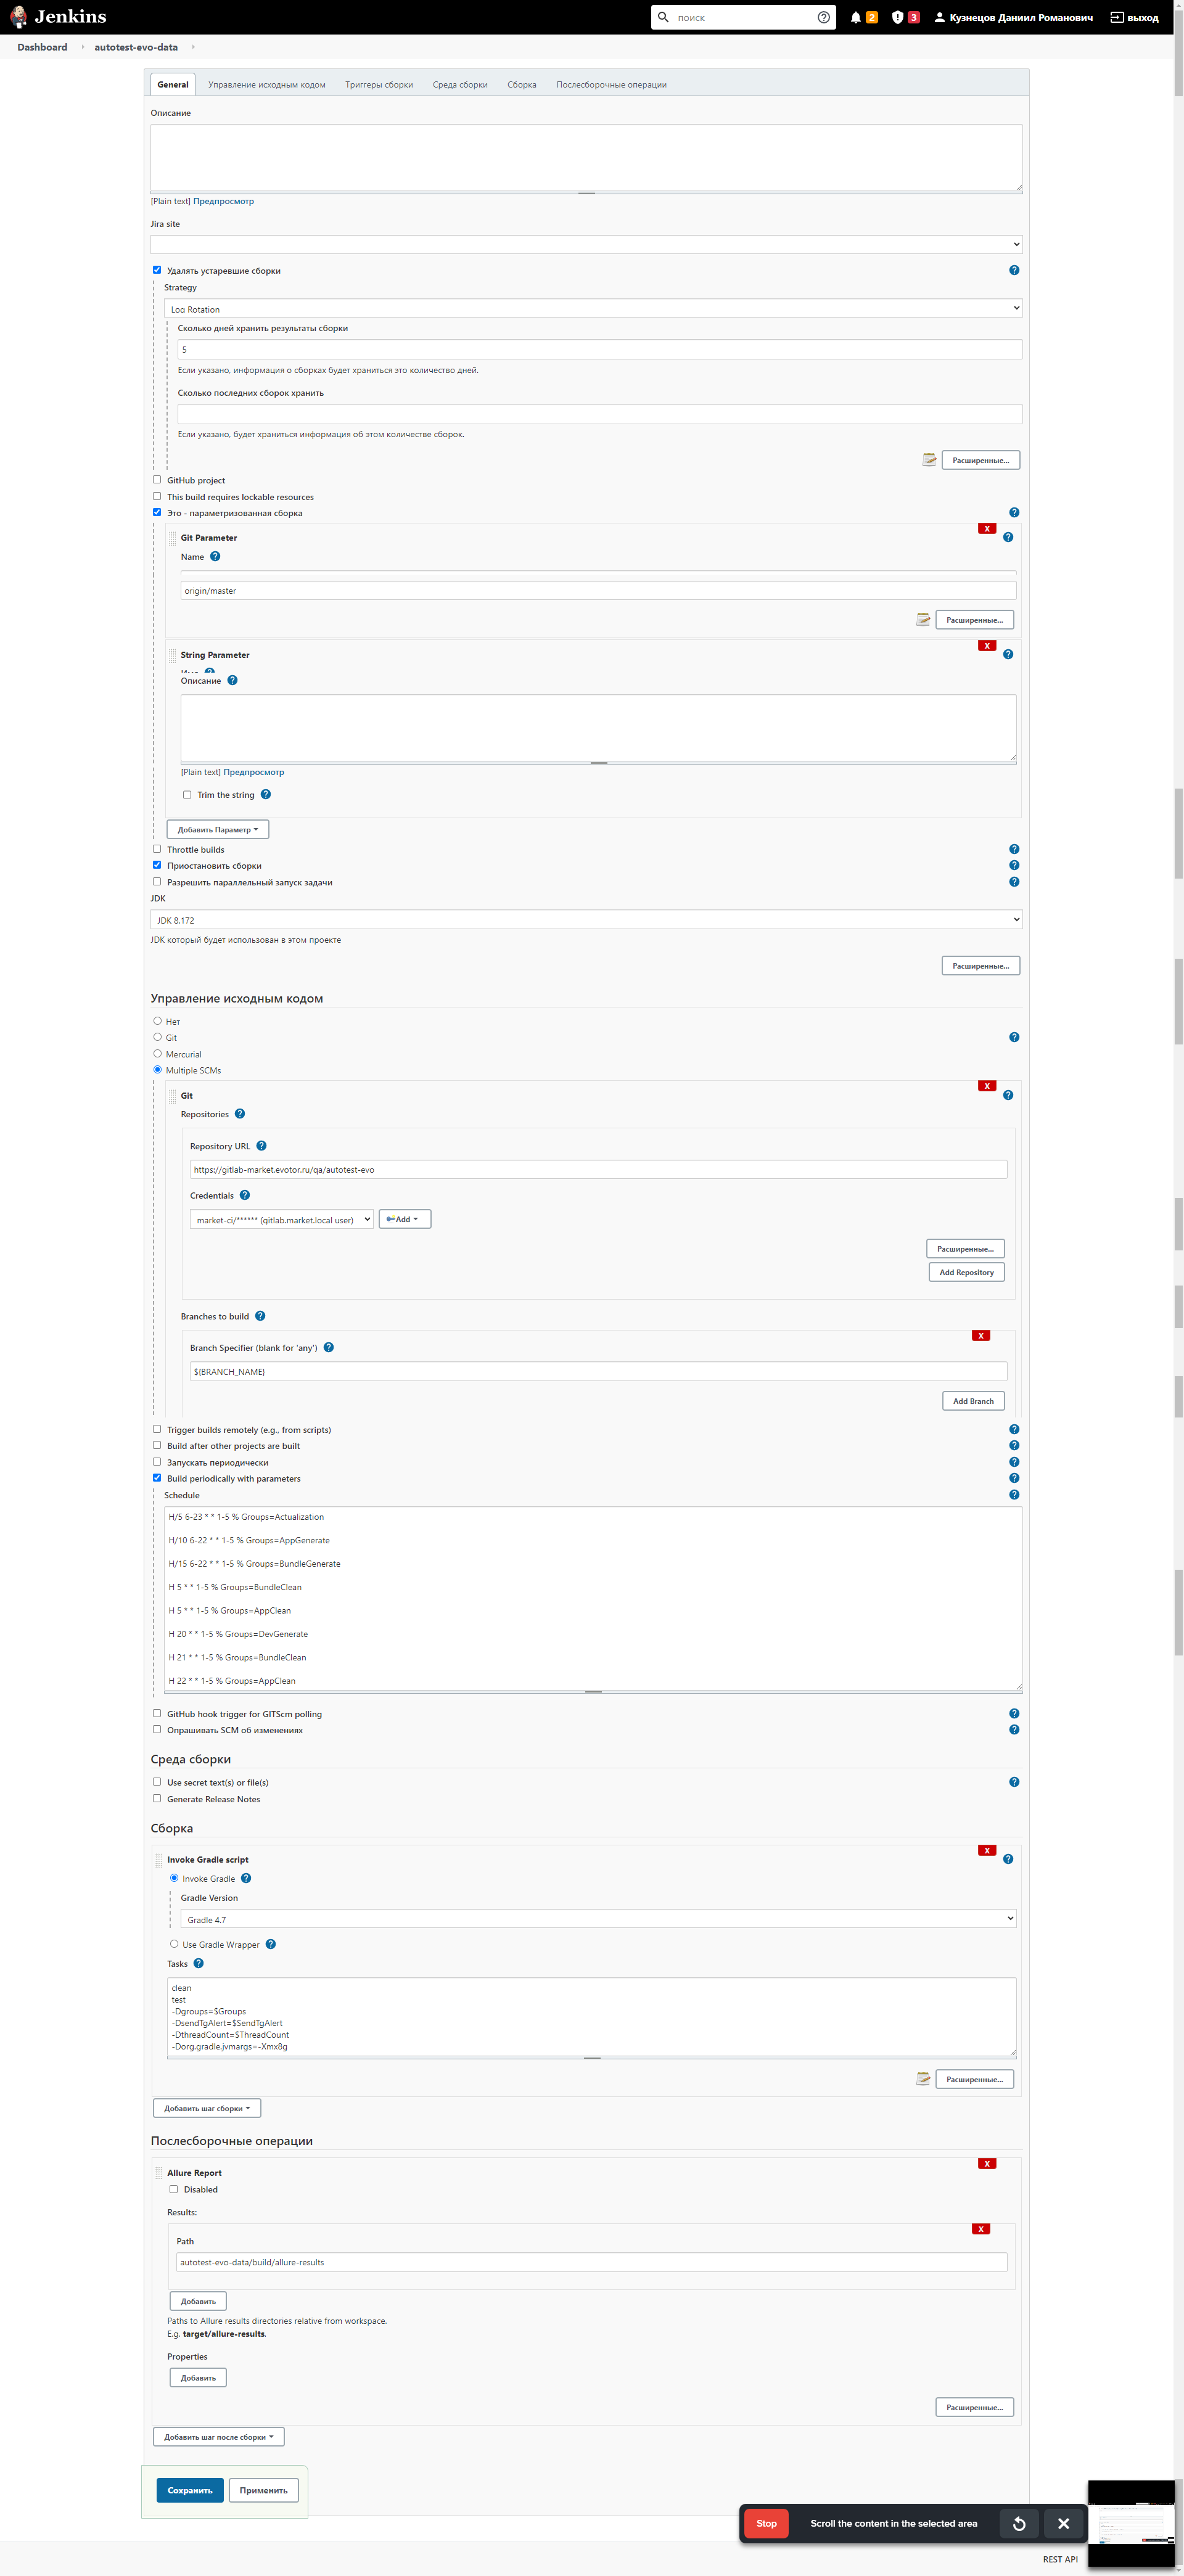 Jenkins
поиск
2
3
Кузнецов Даниил Романович
выход
Dashboard
autotest-evo-data
General
Управление исходным кодом
Триггеры сборки
Среда сборки
Сборка
Послесборочные операции
Описание
[Plain text] Предпросмотр
Jira site
Удалять устаревшие сборки
Strategy
Log Rotation
Сколько дней хранить результаты сборки
5
Если указано, информация о сборках будет храниться это количество дней.
Сколько последних сборок хранить
Если указано, будет храниться информация об этом количестве сборок.
Расширенные...
GitHub project
This build requires lockable resources
Это - параметризованная сборка
X
Git Parameter
Name
origin/master
Расширенные...
X
String Parameter
Описание
[Plain text] Предпросмотр
Trim the string
Добавить Параметр
Throttle builds
Приостановить сборки
Разрешить параллельный запуск задачи
JDK
JDK 8.172
JDK который будет использован в этом проекте
Расширенные...
Управление исходным кодом
Нет
Git
Mercurial
Multiple SCMs
X
Git
Repositories
Repository URL
https://gitlab-market.evotor.ru/qa/autotest-evo
Credentials
market-ci/****** (gitlab.market.local user)
Add
Расширенные...
Add Repository
Branches to build
X
Branch Specifier (blank for 'any')
${BRANCH_NAME}
Add Branch
Trigger builds remotely (e.g., from scripts)
Build after other projects are built
Запускать периодически
Build periodically with parameters
Schedule
H/5 6-23 * * 1-5 % Groups=Actualization
H/10 6-22 * * 1-5 % Groups=AppGenerate
H/15 6-22 * * 1-5 % Groups=BundleGenerate
H 5 * * 1-5 % Groups=BundleClean
H 5 * * 1-5 % Groups=AppClean
H 20 * * 1-5 % Groups=DevGenerate
H 21 * * 1-5 % Groups=BundleClean
H 22 * * 1-5 % Groups=AppClean
GitHub hook trigger for GITScm polling
Опрашивать SCM об изменениях
Среда сборки
Use secret text(s) or file(s)
Generate Release Notes
Сборка
X
Invoke Gradle script
Invoke Gradle
Gradle Version
Gradle 4.7
Use Gradle Wrapper
Tasks
clean
test
-Dgroups=$Groups
-DsendTgAlert=$SendTgAlert
-DthreadCount=$ThreadCount
-Dorg.gradle.jvmargs=-Xmx8g
Расширенные...
Добавить шаг сборки
Послесборочные операции
X
Allure Report
Disabled
Results:
X
Path
autotest-evo-data/build/allure-results
Добавить
Paths to Allure results directories relative from workspace.
E.g. target/allure-results.
Properties
Добавить
Расширенные...
Добавить шаг после сборки
Сохранить
Применить
Stop
Scroll the content in the selected area
REST API